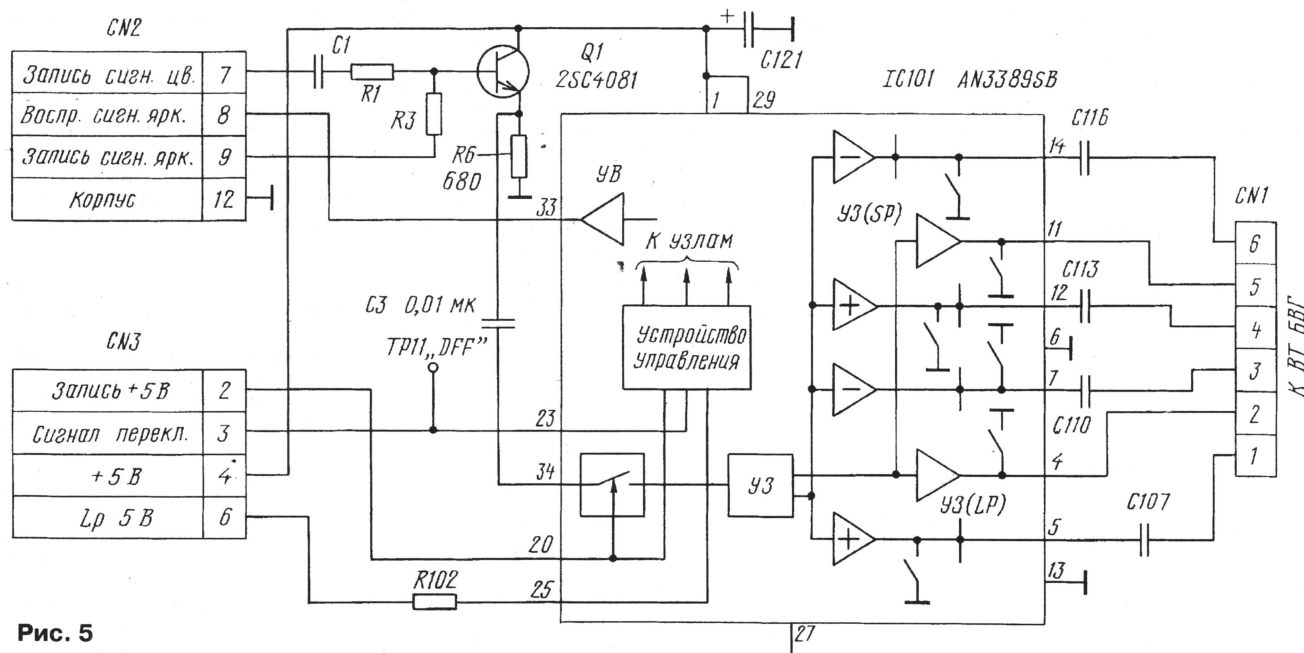 CN2
Запись сигн. цв. 7
Воспр. сигн. ярк. 8
Запись сигн. ярк. 9
Корпус 12
C1
R1
R3
Q1
2SC4081
R6
680
+
C121
1
29
IC101 AN3389SB
УВ
33
К узлам
Устройство
управления
C3 0,01 мк
TP11„DFF”
CN3
Запись +5 В 2
Сигнал перекл. 3
+5 В 4
Lp 5 В 6
23
34
20
25
R102
УЗ
УЗ(SP)
УЗ(LP)
14
11
12
6
7
4
5
13
27
C116
C113
C110
C107
CN1
6
5
4
3
2
1
К ВТ БВГ
Рис. 5